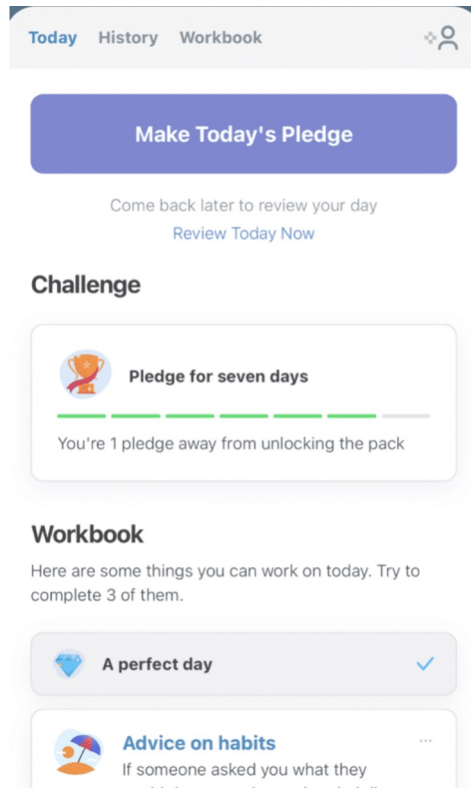 Today History Workbook
Make Today's Pledge
Come back later to review your day
Review Today Now
Challenge
Pledge for seven days
You're 1 pledge away from unlocking the pack
Workbook
Here are some things you can work on today. Try to
complete 3 of them.
A perfect day
Advice on habits
If someone asked you what they